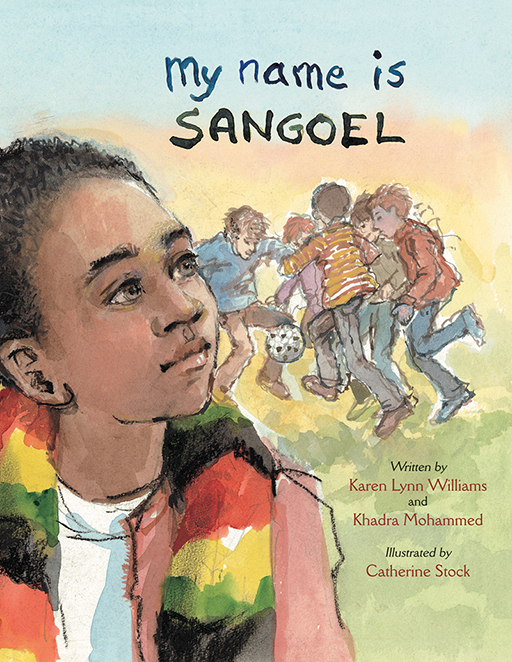 my name is
SANGOEL
Written by
Karen Lynn Williams
and
Khadra Mohammed
Illustrated by
Catherine Stock